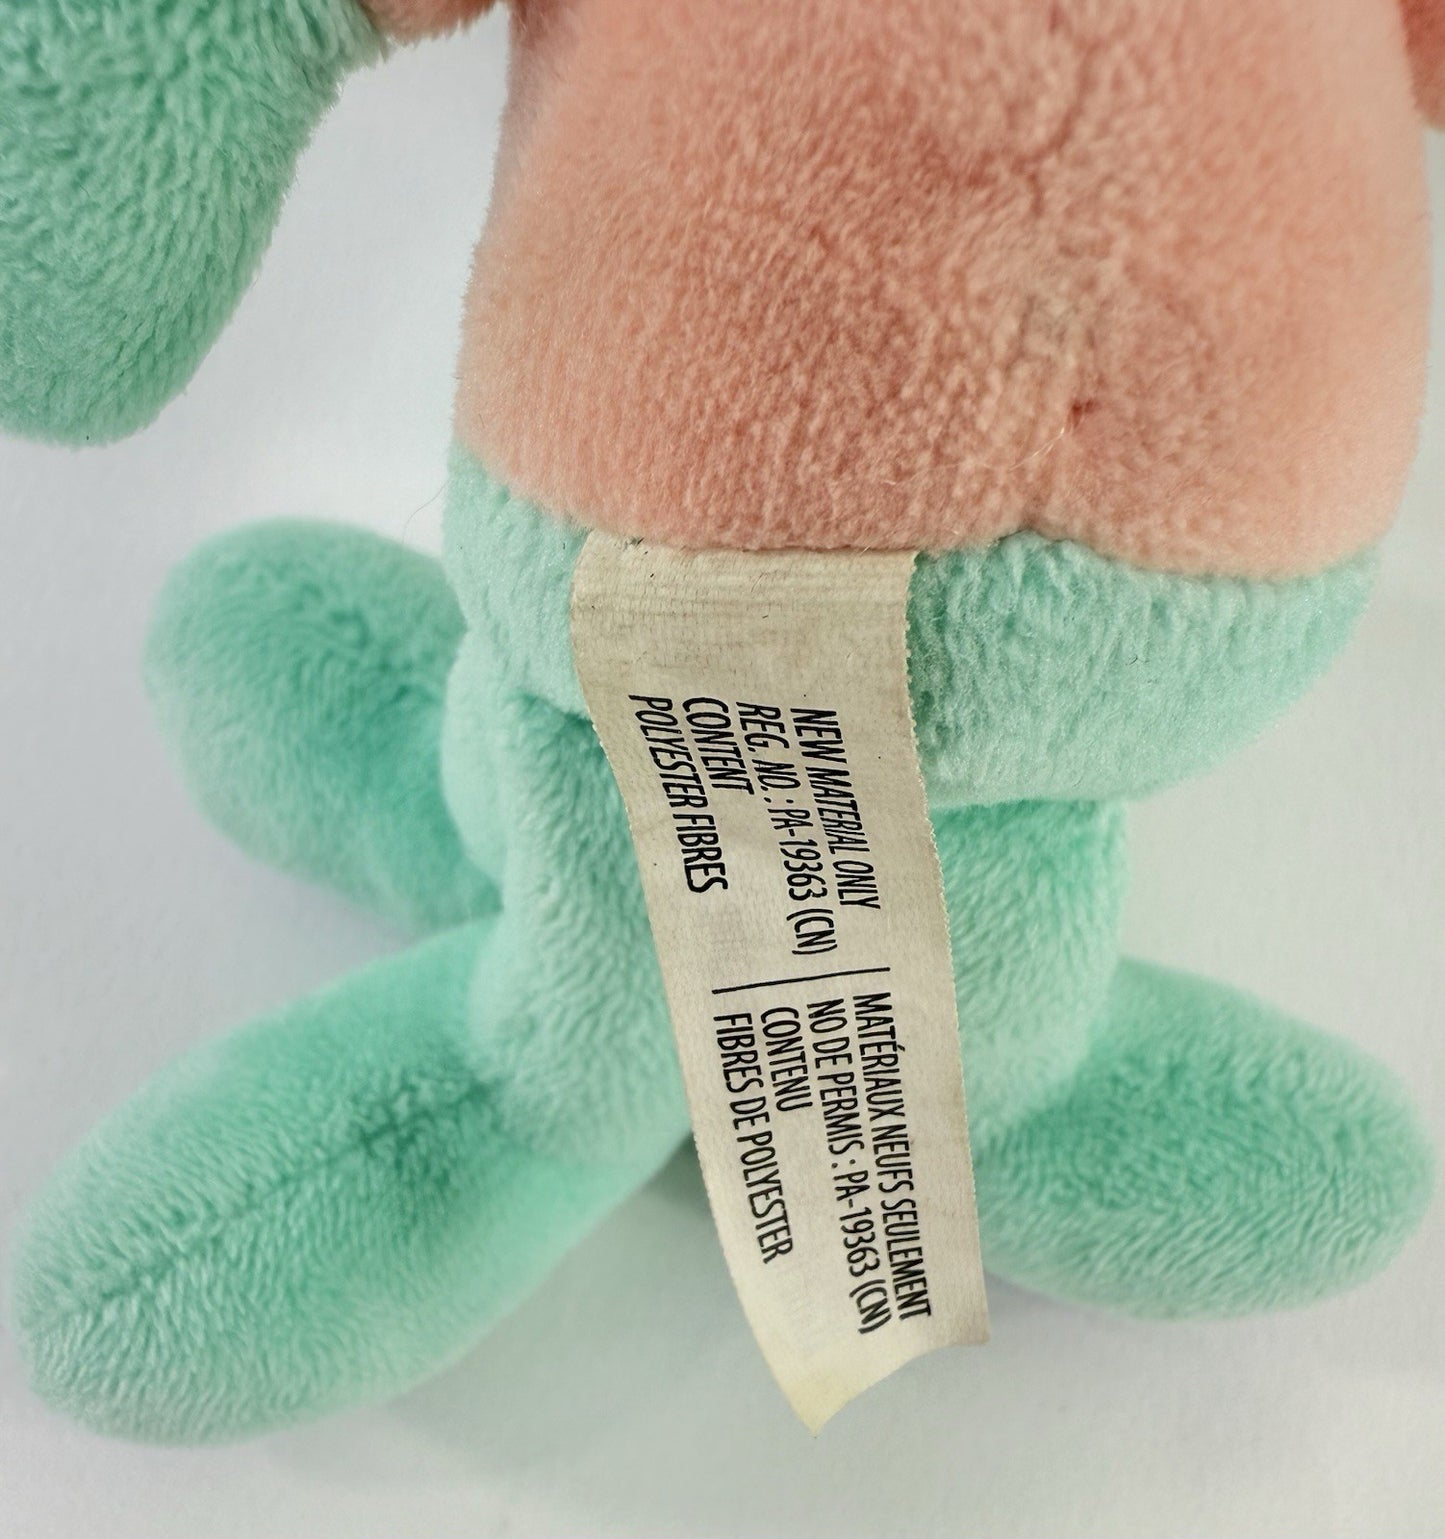 NEW MATERIAL ONLY
REG. NO. : PA-19363 (CN)
CONTENT
POLYESTER FIBRES
MATÉRIAUX NEUFS SEULEMENT
NO DE PERMIS : PA-19363 (CN)
CONTENU
FIBRES DE POLYESTER